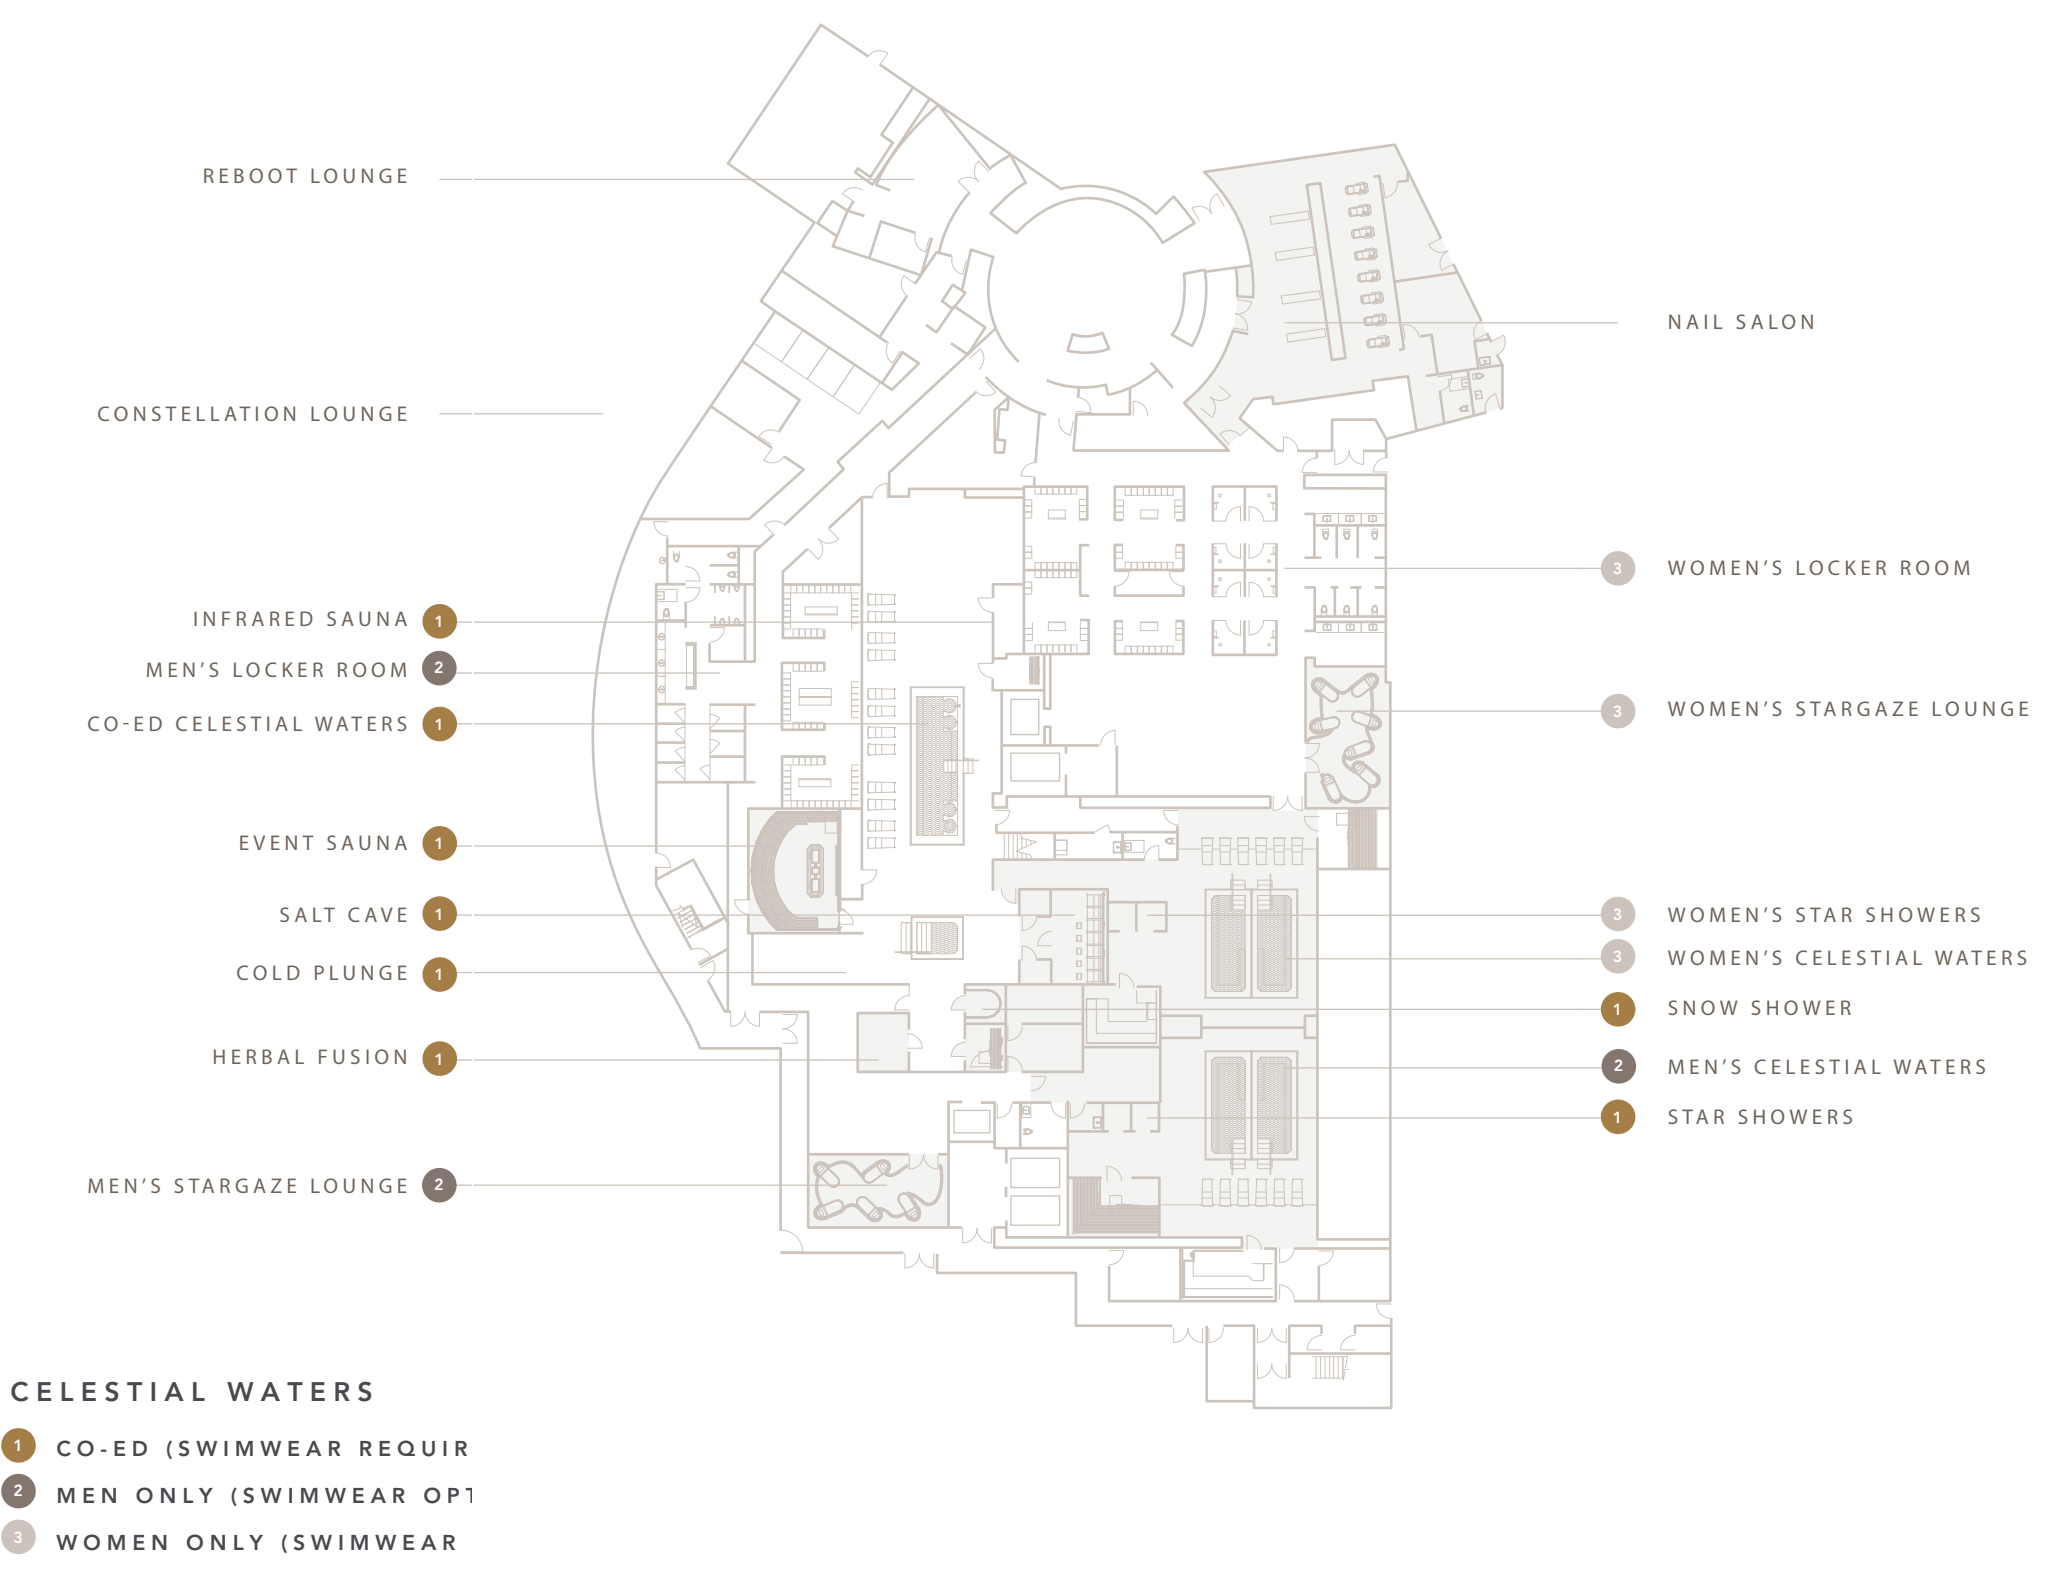 REBOOT LOUNGE
CONSTELLATION LOUNGE
INFRARED SAUNA 1
MEN'S LOCKER ROOM 2
CO-ED CELESTIAL WATERS 1
EVENT SAUNA 1
SALT CAVE 1
COLD PLUNGE 1
HERBAL FUSION 1
MEN'S STARGAZE LOUNGE 2
NAIL SALON
3 WOMEN'S LOCKER ROOM
3 WOMEN'S STARGAZE LOUNGE
3 WOMEN'S STAR SHOWERS
3 WOMEN'S CELESTIAL WATERS
1 SNOW SHOWER
2 MEN'S CELESTIAL WATERS
1 STAR SHOWERS
CELESTIAL WATERS
1 CO-ED (SWIMWEAR REQUIR
2 MEN ONLY (SWIMWEAR OPT
3 WOMEN ONLY (SWIMWEAR